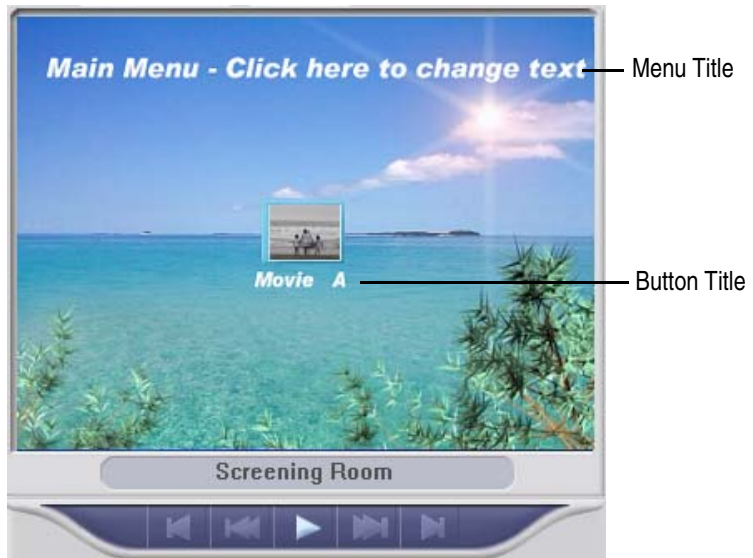 Main Menu - Click here to change text
Menu Title
Movie A
Button Title
Screening Room